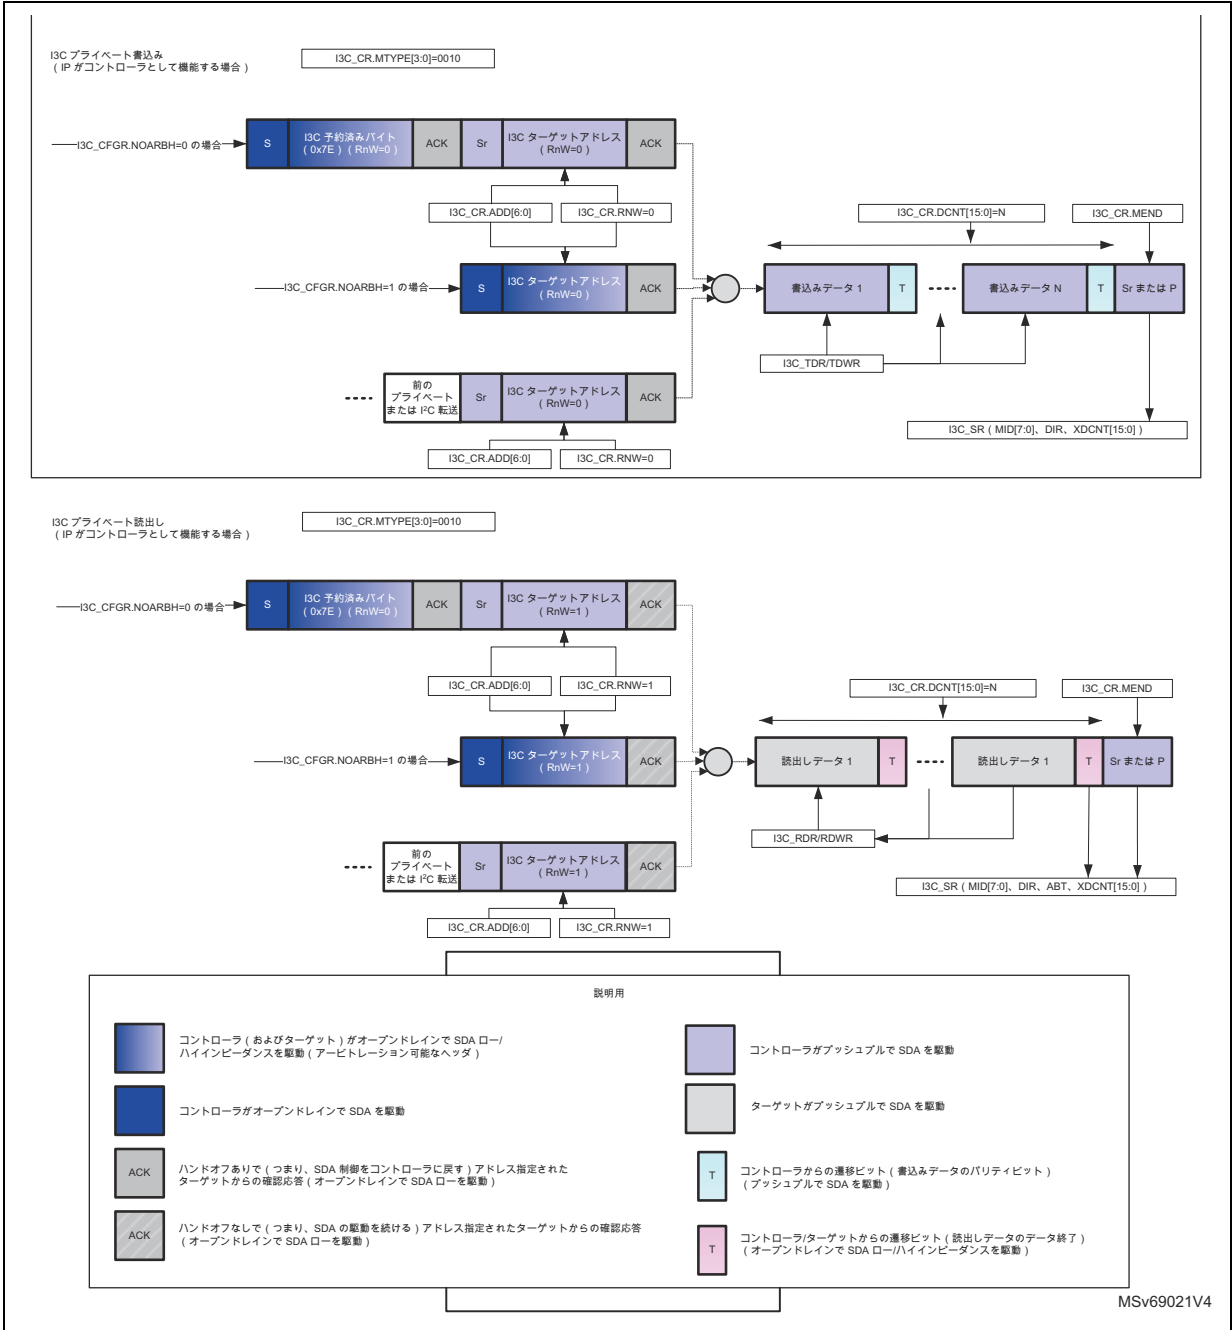 I3C プライベート書込み
( IP がコントローラとして機能する場合 )
I3C_CR.MTYPE[3:0]=0010
I3C_CFGR.NOARBH=0 の場合
S
I3C 予約済みバイト
( 0x7E ) ( RnW=0 )
ACK
Sr
I3C ターゲットアドレス
( RnW=0 )
ACK
I3C_CR.ADD[6:0]
I3C_CR.RNW=0
I3C_CR.DCNT[15:0]=N
I3C_CR.MEND
I3C_CFGR.NOARBH=1 の場合
S
I3C ターゲットアドレス
( RnW=0 )
ACK
書込みデータ 1
T
書込みデータ N
T
Sr または P
I3C_TDR/TDWR
前の
プライベート
または I²C 転送
Sr
I3C ターゲットアドレス
( RnW=0 )
ACK
I3C_SR ( MID[7:0]、DIR、XDCNT[15:0] )
I3C_CR.ADD[6:0]
I3C_CR.RNW=0
I3C プライベート読出し
( IP がコントローラとして機能する場合 )
I3C_CR.MTYPE[3:0]=0010
I3C_CFGR.NOARBH=0 の場合
S
I3C 予約済みバイト
( 0x7E ) ( RnW=0 )
ACK
Sr
I3C ターゲットアドレス
( RnW=1 )
ACK
I3C_CR.ADD[6:0]
I3C_CR.RNW=1
I3C_CR.DCNT[15:0]=N
I3C_CR.MEND
I3C_CFGR.NOARBH=1 の場合
S
I3C ターゲットアドレス
( RnW=1 )
ACK
読出しデータ 1
T
読出しデータ 1
T
Sr または P
I3C_RDR/RDWR
前の
プライベート
または I²C 転送
Sr
I3C ターゲットアドレス
( RnW=1 )
ACK
I3C_SR ( MID[7:0]、DIR、ABT、XDCNT[15:0] )
I3C_CR.ADD[6:0]
I3C_CR.RNW=1
説明用
コントローラ ( およびターゲット ) がオープンドレインで SDA ロー/
ハイインピーダンスを駆動 ( アービトレーション可能なヘッダ )
コントローラがプッシュプルで SDA を駆動
コントローラがオープンドレインで SDA を駆動
ターゲットがプッシュプルで SDA を駆動
ACK
ハンドオフありで ( つまり、SDA 制御をコントローラに戻す ) アドレス指定された
ターゲットからの確認応答 ( オープンドレインで SDA ローを駆動 )
T
コントローラからの遷移ビット ( 書込みデータのパリティビット )
( プッシュプルで SDA を駆動 )
ACK
ハンドオフなしで ( つまり、SDA の駆動を続ける ) アドレス指定されたターゲットからの確認応答
( オープンドレインで SDA ローを駆動 )
T
コントローラ/ターゲットからの遷移ビット ( 読出しデータのデータ終了 )
( オープンドレインで SDA ロー/ハイインピーダンスを駆動 )
MSv69021V4